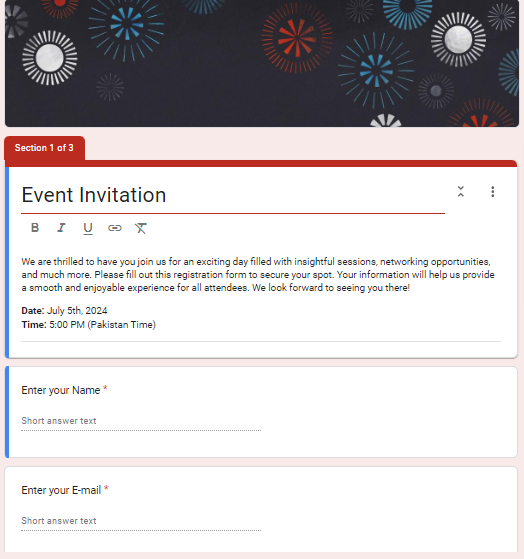 Section 1 of 3
Event Invitation
B I U
We are thrilled to have you join us for an exciting day filled with insightful sessions, networking opportunities,
and much more. Please fill out this registration form to secure your spot. Your information will help us provide
a smooth and enjoyable experience for all attendees. We look forward to seeing you there!
Date: July 5th, 2024
Time: 5:00 PM (Pakistan Time)
Enter your Name *
Short answer text
Enter your E-mail *
Short answer text